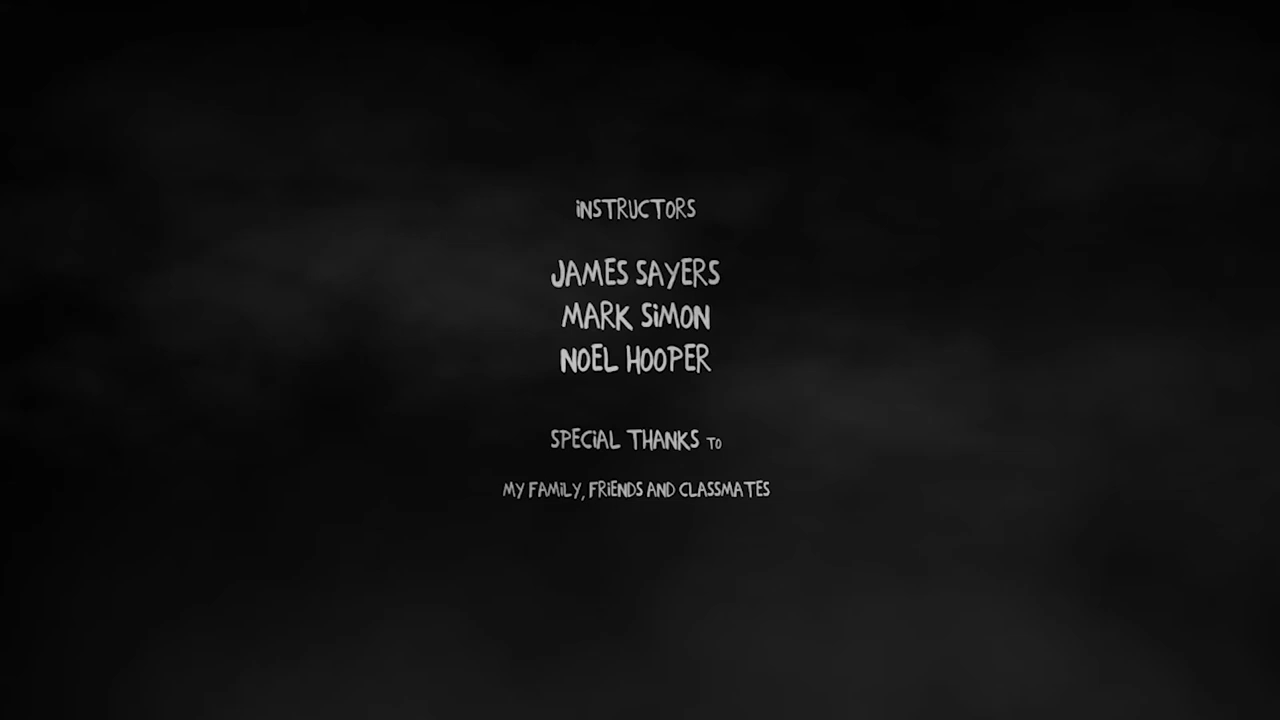 INSTRUCTORS
JAMES SAYERS
MARK SIMON
NOEL HOOPER
SPECIAL THANKS TO
MY FAMILY, FRIENDS AND CLASSMATES